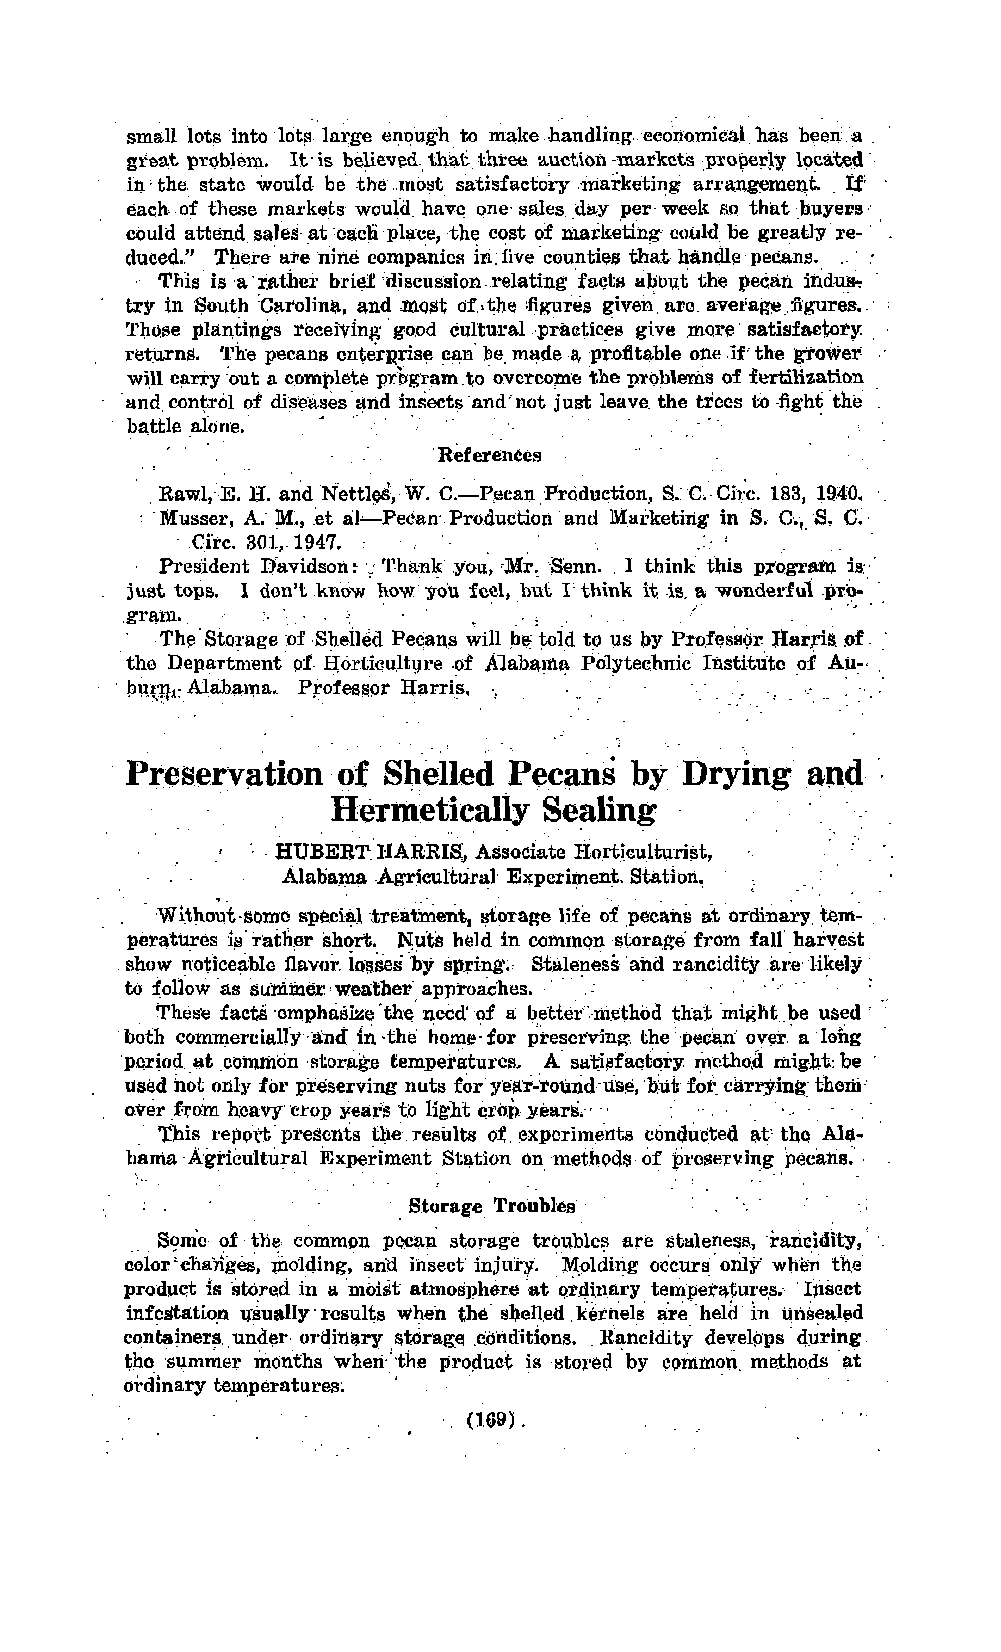 small lots into lots large enough to make handling economical has been a
great problem. It is believed that three auction markets properly located
in the state would be the most satisfactory marketing arrangement. If
each of these markets would have one sales day per week so that buyers
could attend sales at each place, the cost of marketing could be greatly re-
duced." There are nine companies in five counties that handle pecans.
This is a rather brief discussion relating facts about the pecan indus-
try in South Carolina, and most of the figures given are average figures.
Those plantings receiving good cultural practices give more satisfactory
returns. The pecans enterprise can be made a profitable one if the grower
will carry out a complete program to overcome the problems of fertilization
and control of diseases and insects and not just leave the trees to fight the
battle alone.
References
Rawl, E. H. and Nettles, W. C.—Pecan Production, S. C. Circ. 183, 1940.
Musser, A. M., et al—Pecan Production and Marketing in S. C., S. C.
Circ. 301, 1947.
President Davidson: Thank you, Mr. Senn. I think this program is
just tops. I don't know how you feel, but I think it is a wonderful pro-
gram.
The Storage of Shelled Pecans will be told to us by Professor Harris of
the Department of Horticulture of Alabama Polytechnic Institute of Au-
burn, Alabama. Professor Harris.
Preservation of Shelled Pecans by Drying and
Hermetically Sealing
HUBERT HARRIS, Associate Horticulturist,
Alabama Agricultural Experiment Station.
Without some special treatment, storage life of pecans at ordinary tem-
peratures is rather short. Nuts held in common storage from fall harvest
show noticeable flavor losses by spring. Staleness and rancidity are likely
to follow as summer weather approaches.
These facts emphasize the need of a better method that might be used
both commercially and in the home for preserving the pecan over a long
period at common storage temperatures. A satisfactory method might be
used not only for preserving nuts for year-round use, but for carrying them
over from heavy crop years to light crop years.
This report presents the results of experiments conducted at the Ala-
bama Agricultural Experiment Station on methods of preserving pecans.
Storage Troubles
Some of the common pecan storage troubles are staleness, rancidity,
color changes, molding, and insect injury. Molding occurs only when the
product is stored in a moist atmosphere at ordinary temperatures. Insect
infestation usually results when the shelled kernels are held in unsealed
containers under ordinary storage conditions. Rancidity develops during
the summer months when the product is stored by common methods at
ordinary temperatures.
(169)